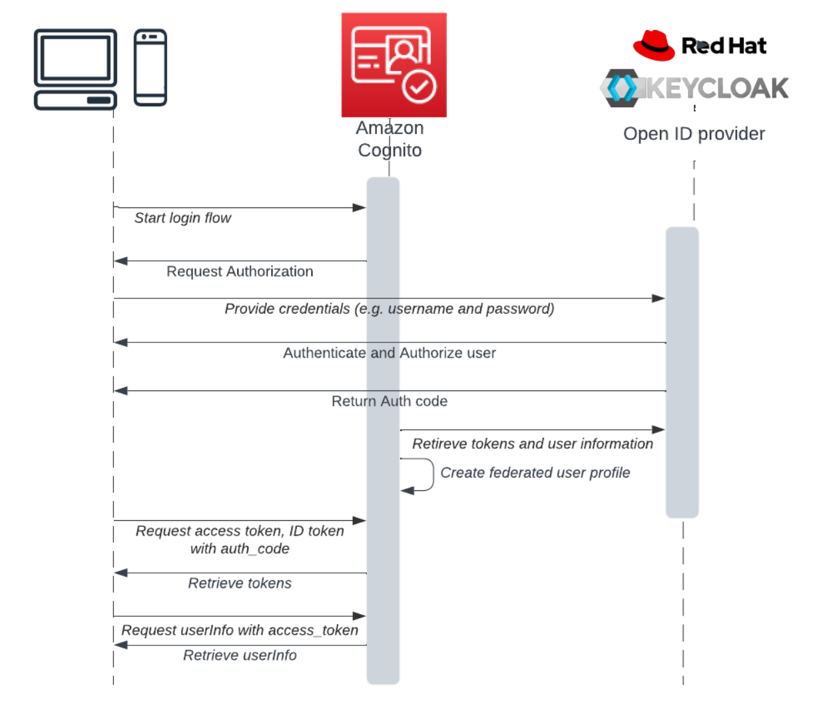 Red Hat
KEYCLOAK
Amazon
Cognito
Open ID provider
Start login flow
Request Authorization
Provide credentials (e.g. username and password)
Authenticate and Authorize user
Return Auth code
Retireve tokens and user information
Create federated user profile
Request access token, ID token
with auth_code
Retrieve tokens
Request userInfo with access_token
Retrieve userInfo